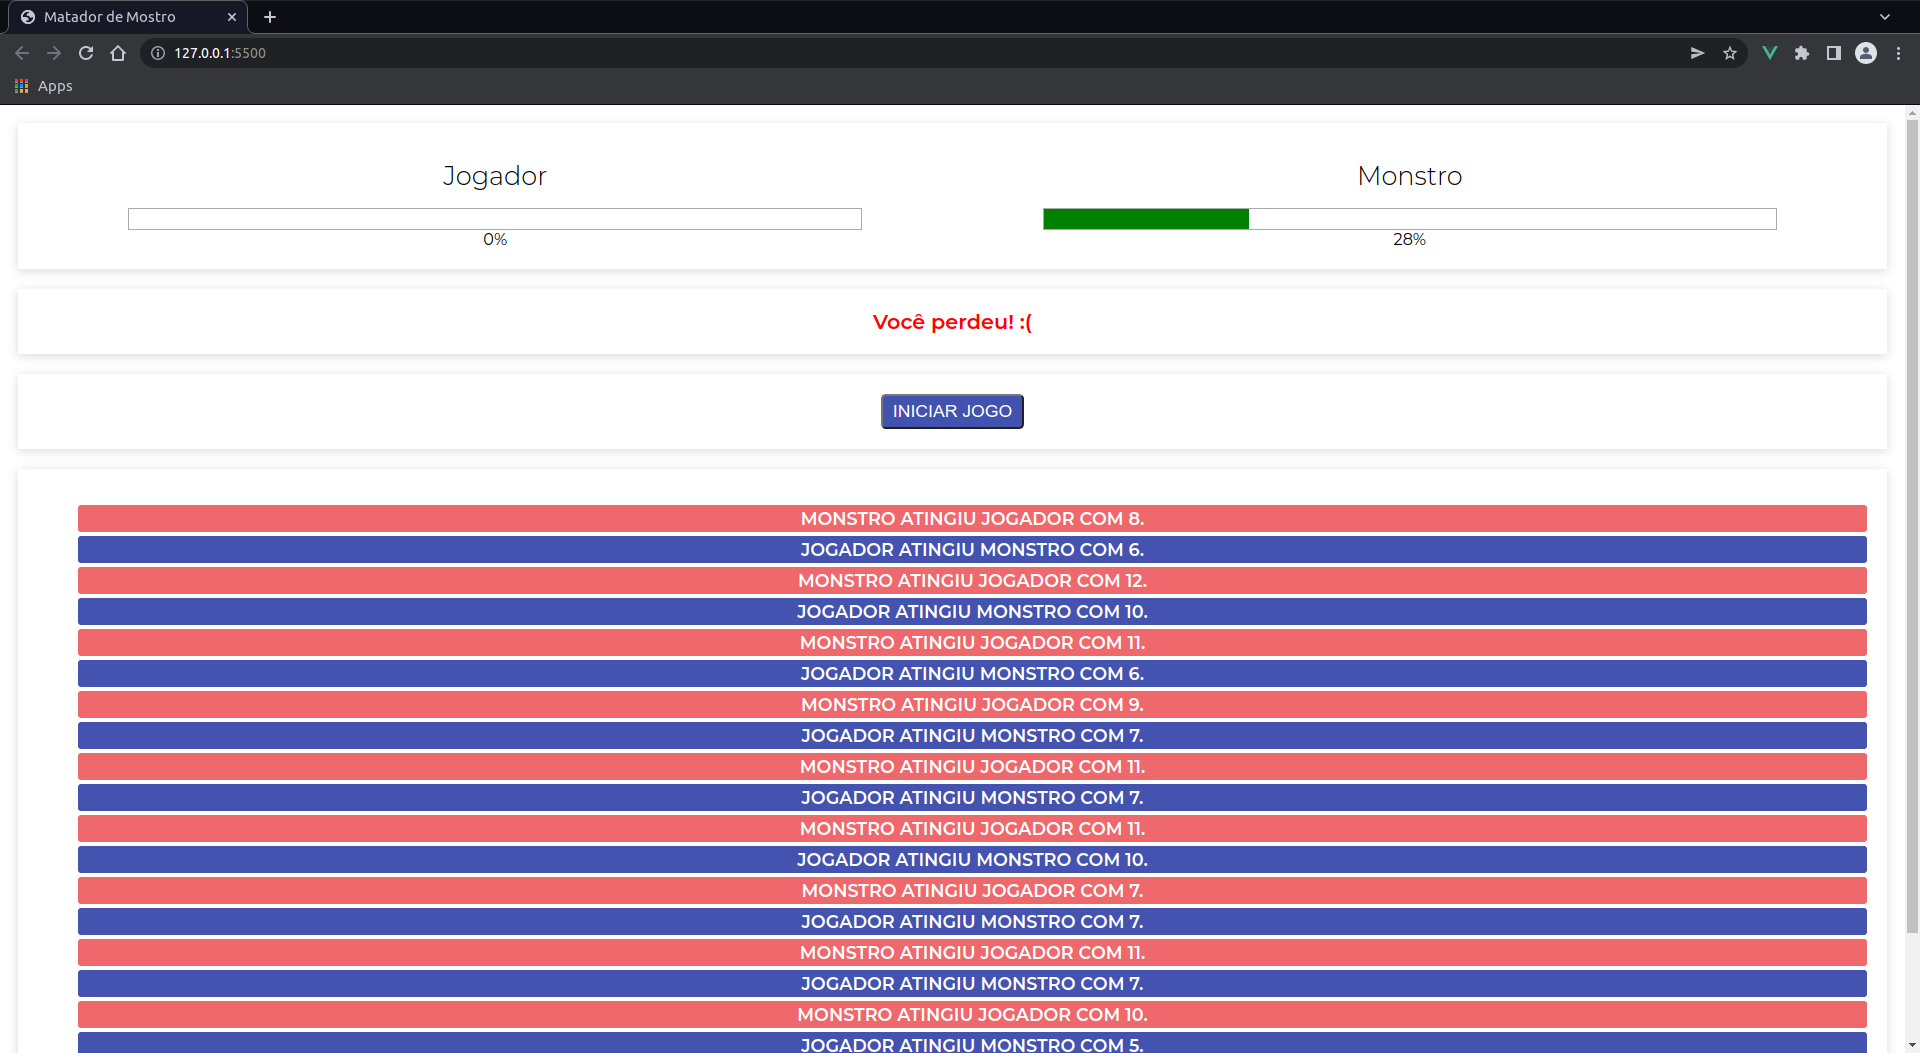 Matador de Mostro
127.0.0.1:5500
Apps
Jogador
Monstro
0%
28%
Você perdeu! :(
INICIAR JOGO
MONSTRO ATINGIU JOGADOR COM 8.
JOGADOR ATINGIU MONSTRO COM 6.
MONSTRO ATINGIU JOGADOR COM 12.
JOGADOR ATINGIU MONSTRO COM 10.
MONSTRO ATINGIU JOGADOR COM 11.
JOGADOR ATINGIU MONSTRO COM 6.
MONSTRO ATINGIU JOGADOR COM 9.
JOGADOR ATINGIU MONSTRO COM 7.
MONSTRO ATINGIU JOGADOR COM 11.
JOGADOR ATINGIU MONSTRO COM 7.
MONSTRO ATINGIU JOGADOR COM 11.
JOGADOR ATINGIU MONSTRO COM 10.
MONSTRO ATINGIU JOGADOR COM 7.
JOGADOR ATINGIU MONSTRO COM 7.
MONSTRO ATINGIU JOGADOR COM 11.
JOGADOR ATINGIU MONSTRO COM 7.
MONSTRO ATINGIU JOGADOR COM 10.
JOGADOR ATINGIU MONSTRO COM 5.